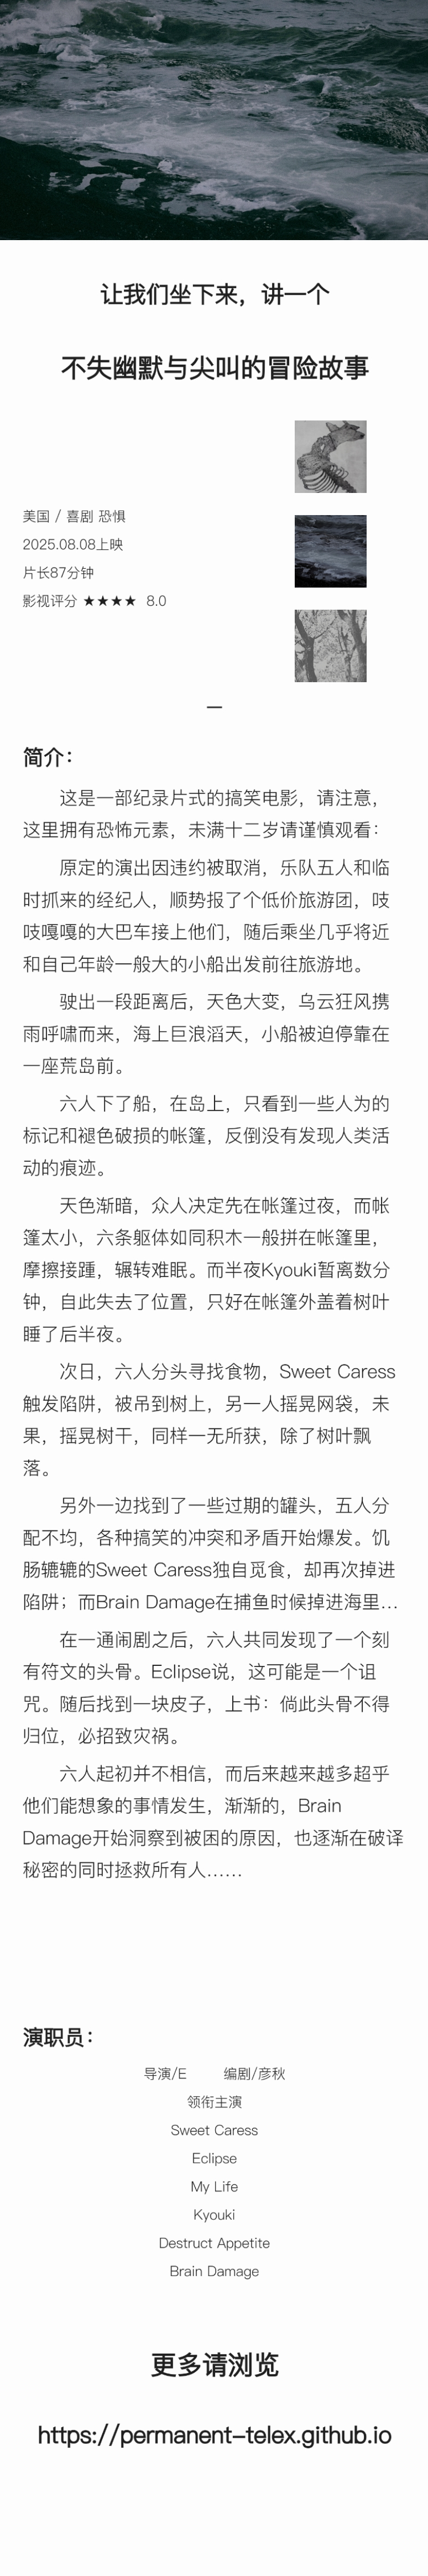 让我们坐下来，讲一个
不失幽默与尖叫的冒险故事
美国 / 喜剧 恐惧
2025.08.08上映
片长87分钟
影视评分 ★★★★ 8.0
—
简介：
这是一部纪录片式的搞笑电影，请注意，
这里拥有恐怖元素，未满十二岁请谨慎观看：
原定的演出因违约被取消，乐队五人和临
时抓来的经纪人，顺势报了个低价旅游团，吱
吱嘎嘎的大巴车接上他们，随后乘坐几乎将近
和自己年龄一般大的小船出发前往旅游地。
驶出一段距离后，天色大变，乌云狂风携
雨呼啸而来，海上巨浪滔天，小船被迫停靠在
一座荒岛前。
六人下了船，在岛上，只看到一些人为的
标记和褪色破损的帐篷，反倒没有发现人类活
动的痕迹。
天色渐暗，众人决定先在帐篷过夜，而帐
篷太小，六条躯体如同积木一般拼在帐篷里，
摩擦接踵，辗转难眠。而半夜Kyouki暂离数分
钟，自此失去了位置，只好在帐篷外盖着树叶
睡了后半夜。
次日，六人分头寻找食物，Sweet Caress
触发陷阱，被吊到树上，另一人摇晃网袋，未
果，摇晃树干，同样一无所获，除了树叶飘
落。
另外一边找到了一些过期的罐头，五人分
配不均，各种搞笑的冲突和矛盾开始爆发。饥
肠辘辘的Sweet Caress独自觅食，却再次掉进
陷阱；而Brain Damage在捕鱼时候掉进海里…
在一通闹剧之后，六人共同发现了一个刻
有符文的头骨。Eclipse说，这可能是一个诅
咒。随后找到一块皮子，上书：倘此头骨不得
归位，必招致灾祸。
六人起初并不相信，而后来越来越多超乎
他们能想象的事情发生，渐渐的，Brain
Damage开始洞察到被困的原因，也逐渐在破译
秘密的同时拯救所有人……
演职员：
导演/E 编剧/彦秋
领衔主演
Sweet Caress
Eclipse
My Life
Kyouki
Destruct Appetite
Brain Damage
更多请浏览
https://permanent-telex.github.io